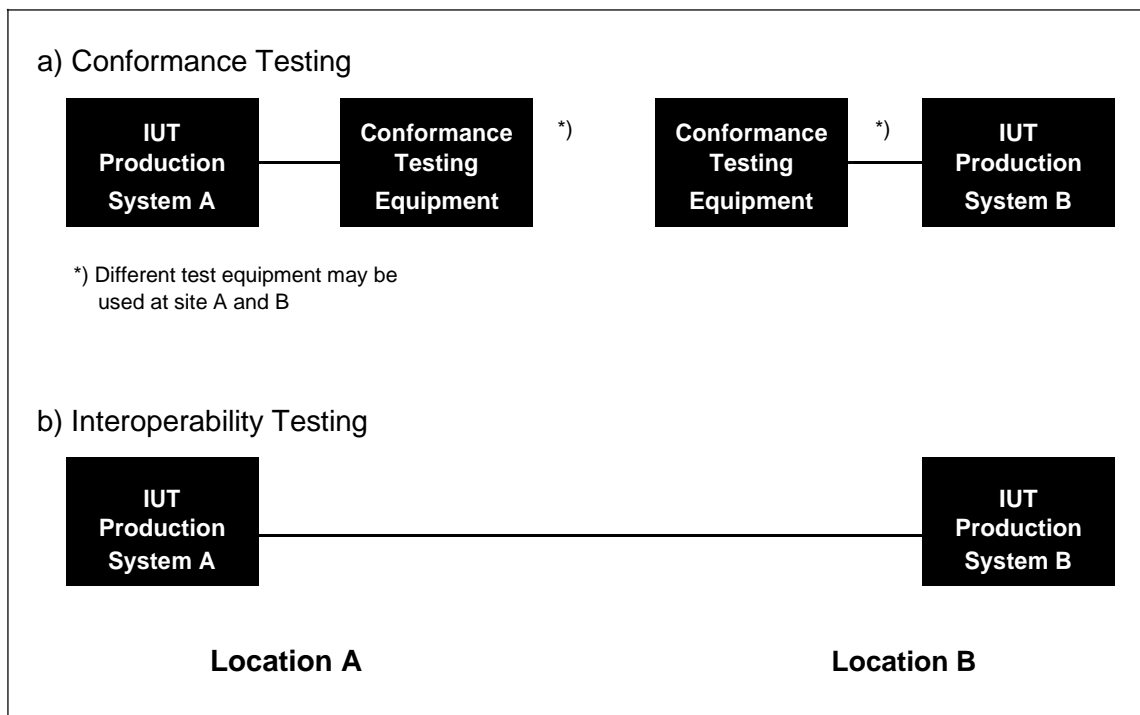 a) Conformance Testing
IUT
Production
System A
Conformance
Testing
Equipment
*)
Conformance
Testing
Equipment
*)
IUT
Production
System B
*) Different test equipment may be
used at site A and B
b) Interoperability Testing
IUT
Production
System A
IUT
Production
System B
Location A
Location B